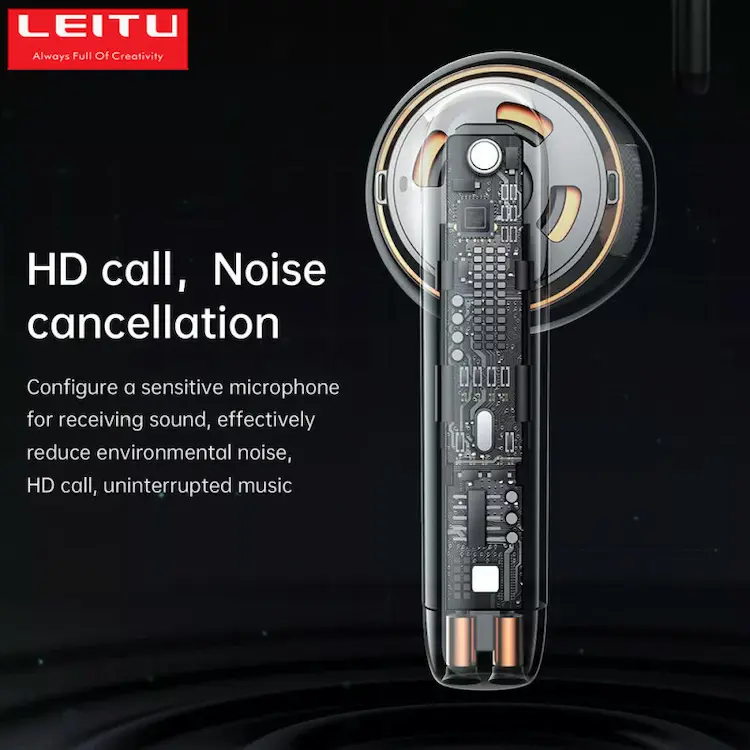 LEITU
Always Full Of Creativity
HD call, Noise
cancellation
Configure a sensitive microphone
for receiving sound, effectively
reduce environmental noise,
HD call, uninterrupted music